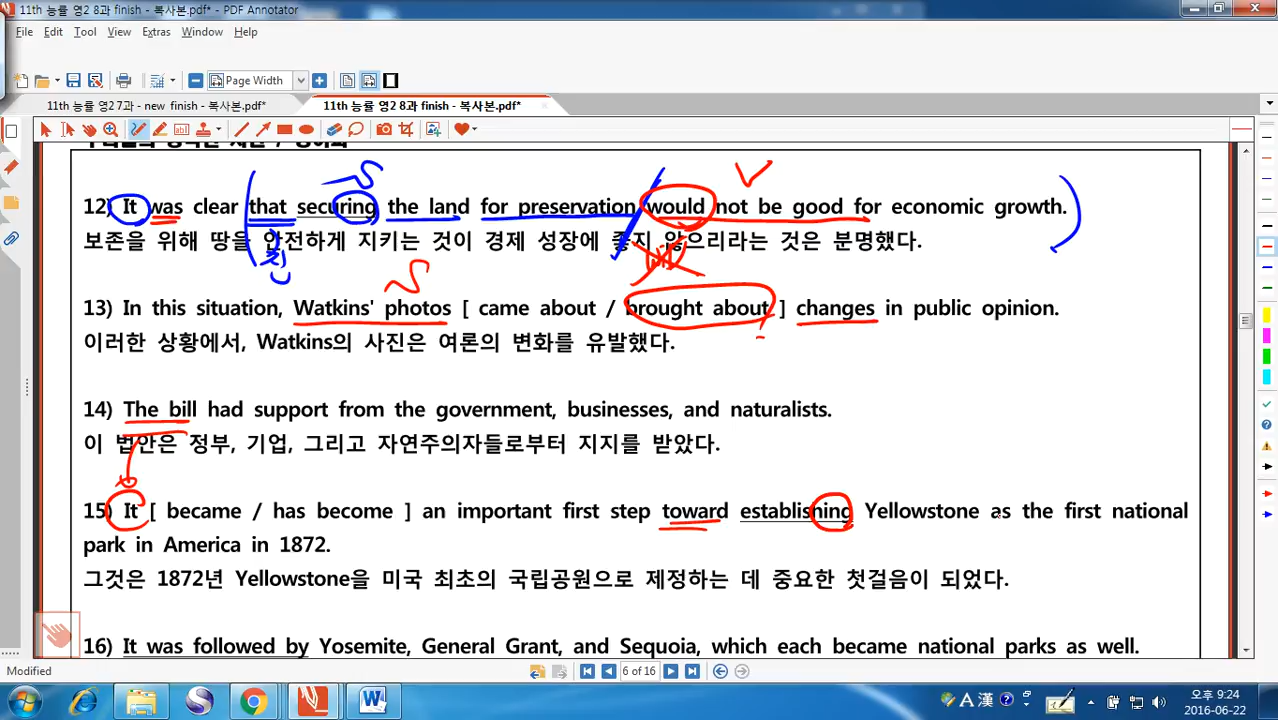 11th 능률 영2 8과 finish - 복사본.pdf* - PDF Annotator
File Edit Tool View Extras Window Help
Page Width
11th 능률 영2 7과 - new finish - 복사본.pdf* 11th 능률 영2 8과 finish - 복사본.pdf*
S V
12) It was clear that securing the land for preservation would not be good for economic growth.
보존을 위해 땅을 안전하게 지키는 것이 경제 성장에 좋지 않으리라는 것은 분명했다.
S
13) In this situation, Watkins' photos [ came about / brought about ] changes in public opinion.
이러한 상황에서, Watkins의 사진은 여론의 변화를 유발했다.
14) The bill had support from the government, businesses, and naturalists.
이 법안은 정부, 기업, 그리고 자연주의자들로부터 지지를 받았다.
15) It [ became / has become ] an important first step toward establishing Yellowstone as the first national
park in America in 1872.
그것은 1872년 Yellowstone을 미국 최초의 국립공원으로 제정하는 데 중요한 첫걸음이 되었다.
16) It was followed by Yosemite, General Grant, and Sequoia, which each became national parks as well.
Modified 6 of 16
A 漢 오후 9:24
2016-06-22